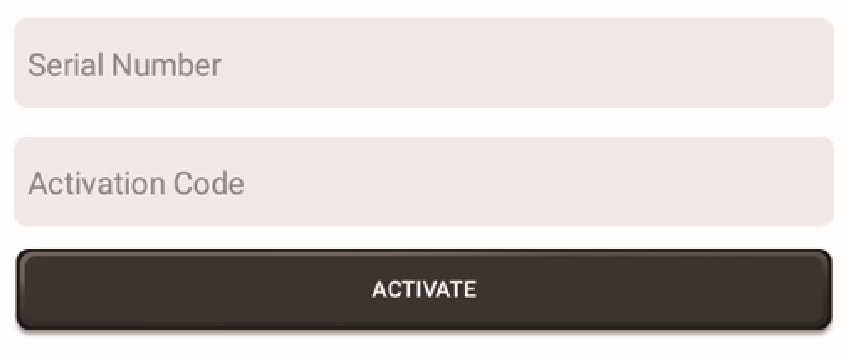 Serial Number
Activation Code
ACTIVATE